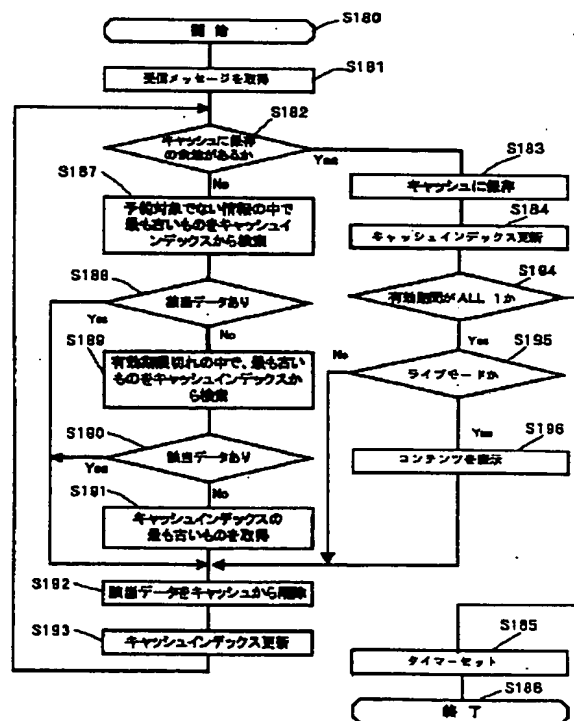 S180
開 始
S181
受信メッセージを取得
S182
キャッシュに保存
の余地があるか
Yes
No
S183
キャッシュに保存
S184
キャッシュインデックス更新
S187
予約対象でない情報の中で
最も古いものをキャッシュイ
ンデックスから検索
S188
該当データあり
Yes
No
S194
有効期間がALL 1か
Yes
S189
有効期限切れの中で、最も古い
ものをキャッシュインデックスか
ら検索
S195
ライブモードか
No
Yes
S190
該当データあり
Yes
No
S196
コンテンツを表示
S191
キャッシュインデックスの
最も古いものを取得
S192
該当データをキャッシュから削除
S193
キャッシュインデックス更新
S185
タイマーセット
S186
終 了